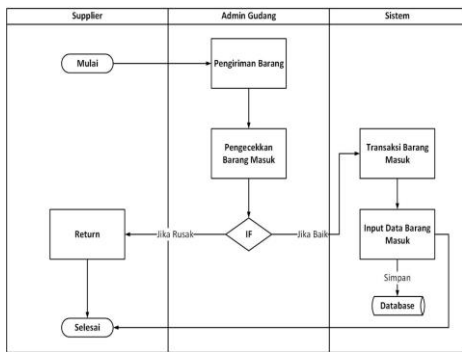 Supplier
Admin Gudang
Sistem
Mulai
Pengiriman Barang
Pengecekkan
Barang Masuk
Transaksi Barang
Masuk
Return
Jika Rusak
IF
Jika Baik
Input Data Barang
Masuk
Simpan
Database
Selesai